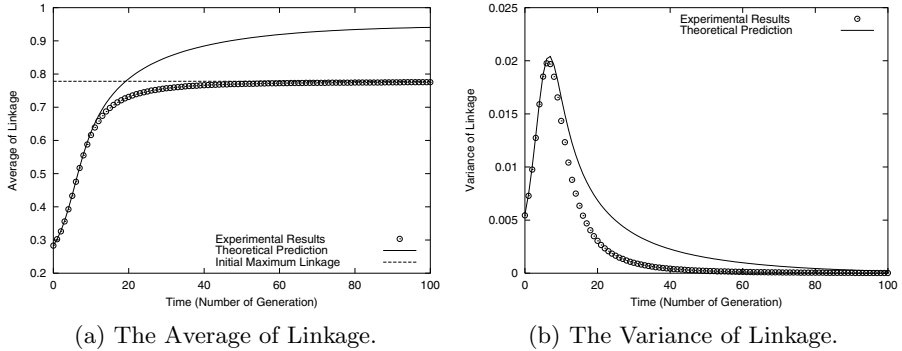 1
0.9
0.8
0.7
0.6
0.5
0.4
0.3
0.2
0
20
40
60
80
100
Average of Linkage
Time (Number of Generation)
Experimental Results
Theoretical Prediction
Initial Maximum Linkage
(a) The Average of Linkage.
0.025
0.02
0.015
0.01
0.005
0
0
20
40
60
80
100
Variance of Linkage
Time (Number of Generation)
Experimental Results
Theoretical Prediction
(b) The Variance of Linkage.